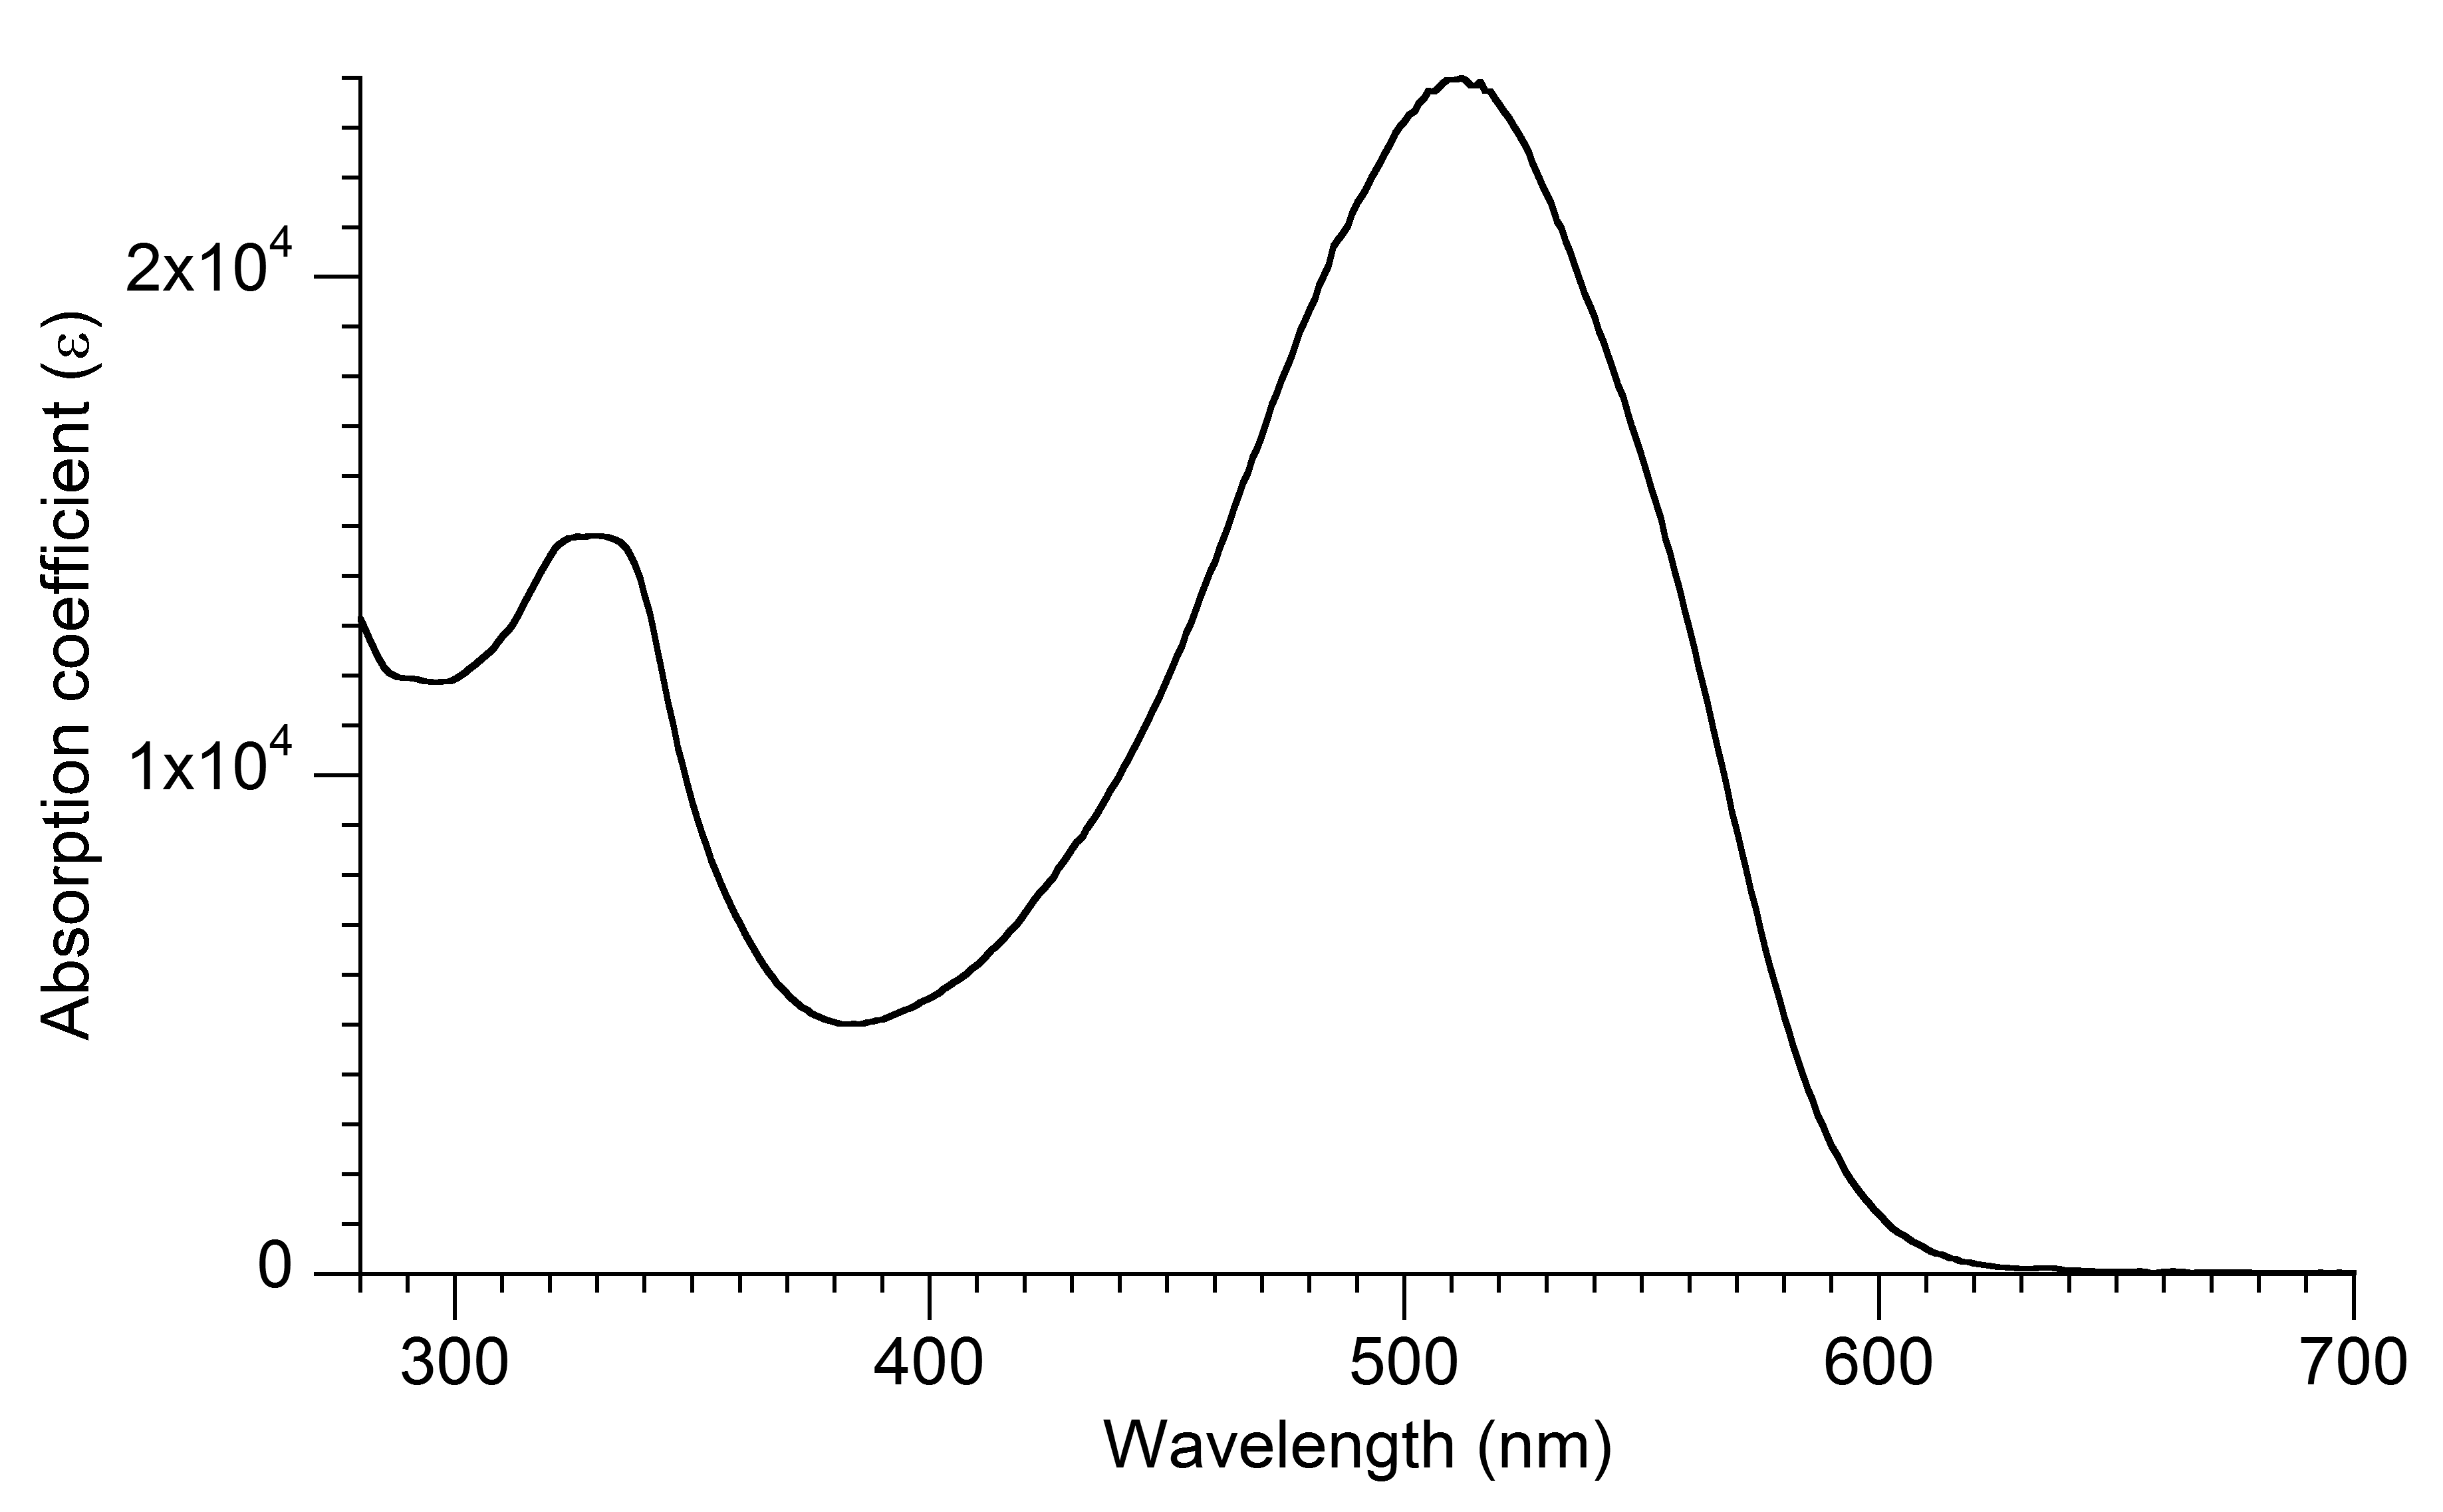 Absorption coefficient (ε)
2x10⁴
1x10⁴
0
300 400 500 600 700
Wavelength (nm)